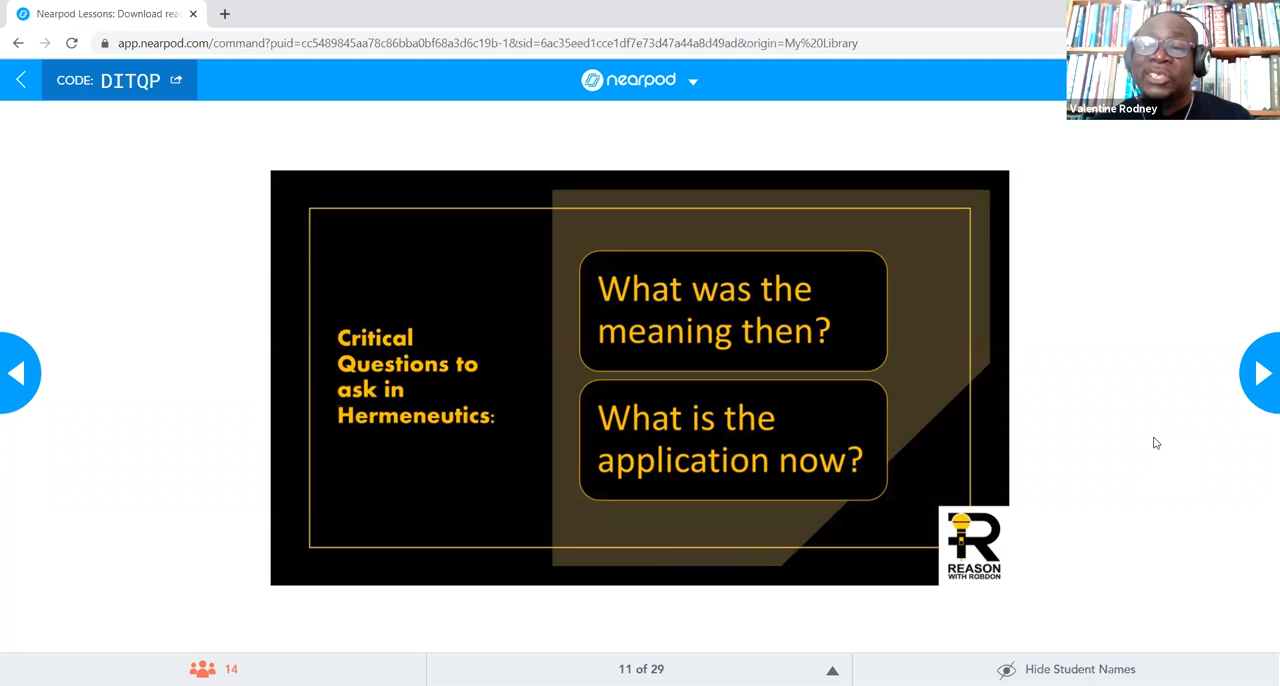 Nearpod Lessons: Download rea
app.nearpod.com/command?puid=cc5489845aa78c86bba0bf68a3d6c19b-1&sid=6ac35eed1cce1df7e73d47a44a8d49ad&origin=My%20Library
CODE: DITQP
nearpod
Valentine Rodney
Critical
Questions to
ask in
Hermeneutics:
What was the
meaning then?
What is the
application now?
R
REASON
WITH ROBDON
14
11 of 29
Hide Student Names